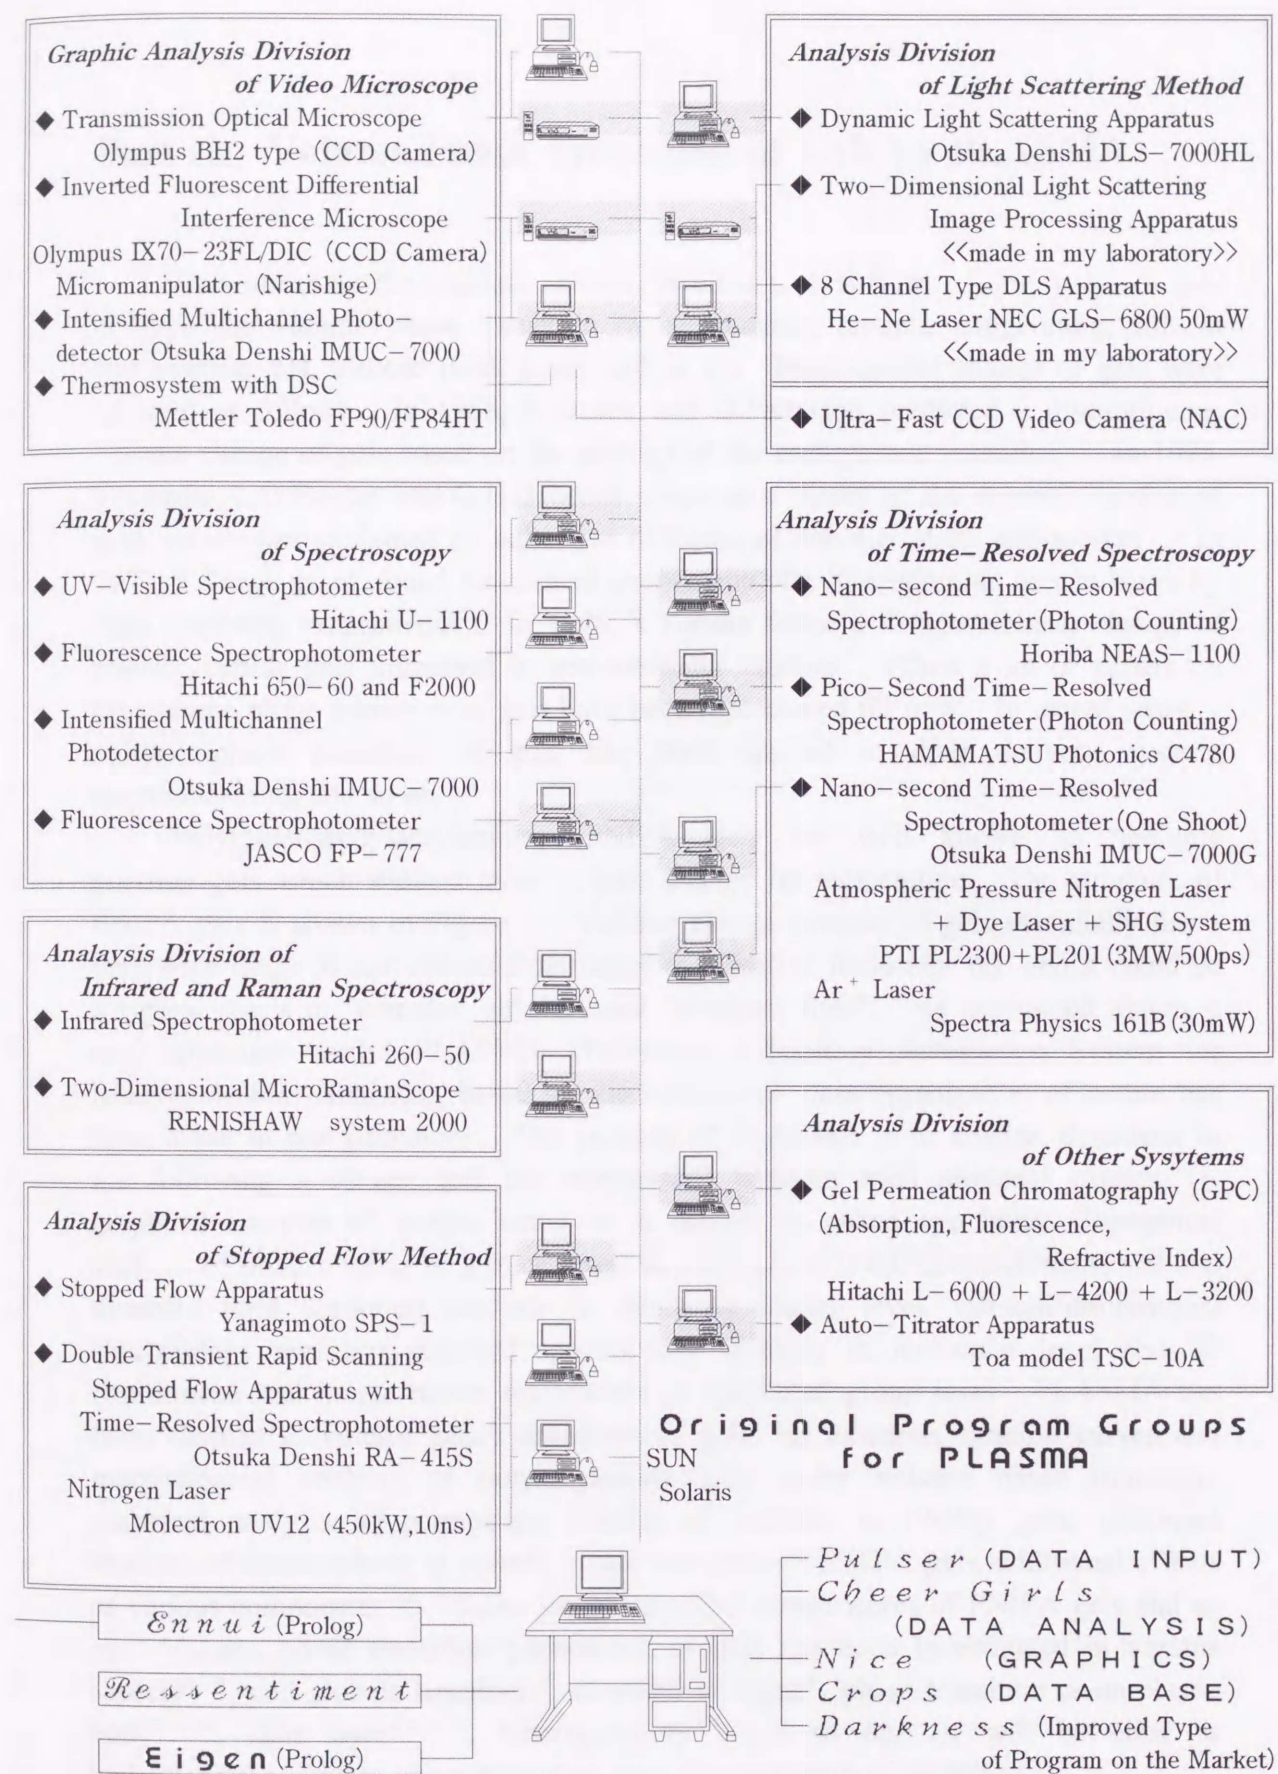 Graphic Analysis Division
of Video Microscope
◆ Transmission Optical Microscope
Olympus BH2 type (CCD Camera)
◆ Inverted Fluorescent Differential
Interference Microscope
Olympus IX70-23FL/DIC (CCD Camera)
Micromanipulator (Narishige)
◆ Intensified Multichannel Photo-
detector Otsuka Denshi IMUC-7000
◆ Thermosystem with DSC
Mettler Toledo FP90/FP84HT
Analysis Division
of Spectroscopy
◆ UV-Visible Spectrophotometer
Hitachi U-1100
◆ Fluorescence Spectrophotometer
Hitachi 650-60 and F2000
◆ Intensified Multichannel
Photodetector
Otsuka Denshi IMUC-7000
◆ Fluorescence Spectrophotometer
JASCO FP-777
Analaysis Division of
Infrared and Raman Spectroscopy
◆ Infrared Spectrophotometer
Hitachi 260-50
◆ Two-Dimensional MicroRamanScope
RENISHAW system 2000
Analysis Division
of Stopped Flow Method
◆ Stopped Flow Apparatus
Yanagimoto SPS-1
◆ Double Transient Rapid Scanning
Stopped Flow Apparatus with
Time-Resolved Spectrophotometer
Otsuka Denshi RA-415S
Nitrogen Laser
Molectron UV12 (450kW,10ns)
Analysis Division
of Light Scattering Method
◆ Dynamic Light Scattering Apparatus
Otsuka Denshi DLS-7000HL
◆ Two-Dimensional Light Scattering
Image Processing Apparatus
<<made in my laboratory>>
◆ 8 Channel Type DLS Apparatus
He-Ne Laser NEC GLS-6800 50mW
<<made in my laboratory>>
◆ Ultra-Fast CCD Video Camera (NAC)
Analysis Division
of Time-Resolved Spectroscopy
◆ Nano-second Time-Resolved
Spectrophotometer(Photon Counting)
Horiba NEAS-1100
◆ Pico-Second Time-Resolved
Spectrophotometer(Photon Counting)
HAMAMATSU Photonics C4780
◆ Nano-second Time-Resolved
Spectrophotometer(One Shoot)
Otsuka Denshi IMUC-7000G
Atmospheric Pressure Nitrogen Laser
+ Dye Laser + SHG System
PTI PL2300+PL201(3MW,500ps)
Ar⁺ Laser
Spectra Physics 161B(30mW)
Analysis Division
of Other Sysytems
◆ Gel Permeation Chromatography (GPC)
(Absorption, Fluorescence,
Refractive Index)
Hitachi L-6000 + L-4200 + L-3200
◆ Auto-Titrator Apparatus
Toa model TSC-10A
Original Program Groups
for PLASMA
SUN
Solaris
Ennui (Prolog)
Ressentiment
Eigen (Prolog)
Pulser (DATA INPUT)
Cheer Girls
(DATA ANALYSIS)
Nice (GRAPHICS)
Crops (DATA BASE)
Darkness (Improved Type
of Program on the Market)